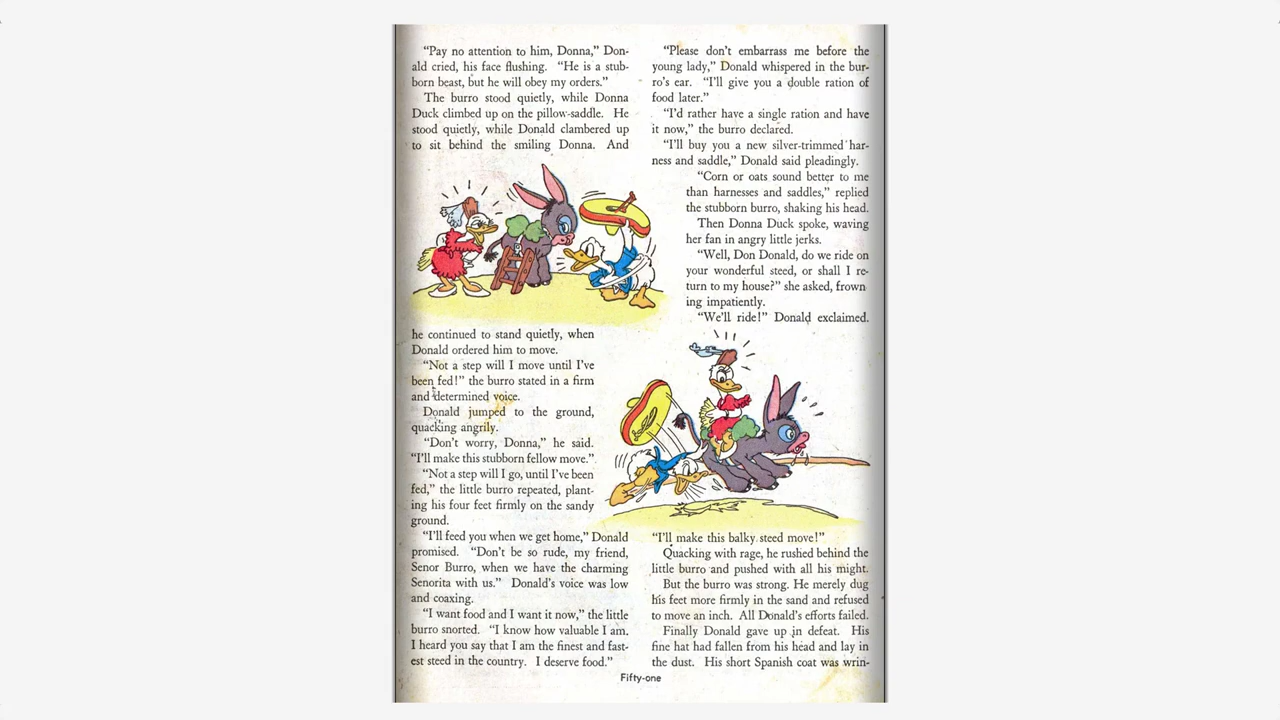 “Pay no attention to him, Donna,” Don-
ald cried, his face flushing. “He is a stub-
born beast, but he will obey my orders.”
The burro stood quietly, while Donna
Duck climbed up on the pillow-saddle. He
stood quietly, while Donald clambered up
to sit behind the smiling Donna. And
he continued to stand quietly, when
Donald ordered him to move.
“Not a step will I move until I’ve
been fed!” the burro stated in a firm
and determined voice.
Donald jumped to the ground,
quacking angrily.
“Don’t worry, Donna,” he said.
“I’ll make this stubborn fellow move.”
“Not a step will I go, until I’ve been
fed,” the little burro repeated, plant-
ing his four feet firmly on the sandy
ground.
“I’ll feed you when we get home,” Donald
promised. “Don’t be so rude, my friend,
Senor Burro, when we have the charming
Senorita with us.” Donald’s voice was low
and coaxing.
“I want food and I want it now,” the little
burro snorted. “I know how valuable I am.
I heard you say that I am the finest and fast-
est steed in the country. I deserve food.”
“Please don’t embarrass me before the
young lady,” Donald whispered in the bur-
ro’s ear. “I’ll give you a double ration of
food later.”
“I’d rather have a single ration and have
it now,” the burro declared.
“I’ll buy you a new silver-trimmed har-
ness and saddle,” Donald said pleadingly.
“Corn or oats sound better to me
than harnesses and saddles,” replied
the stubborn burro, shaking his head.
Then Donna Duck spoke, waving
her fan in angry little jerks.
“Well, Don Donald, do we ride on
your wonderful steed, or shall I re-
turn to my house?” she asked, frown
ing impatiently.
“We’ll ride!” Donald exclaimed.
“I’ll make this balky steed move!”
Quacking with rage, he rushed behind the
little burro and pushed with all his might.
But the burro was strong. He merely dug
his feet more firmly in the sand and refused
to move an inch. All Donald’s efforts failed.
Finally Donald gave up in defeat. His
fine hat had fallen from his head and lay in
the dust. His short Spanish coat was wrin-
Fifty-one